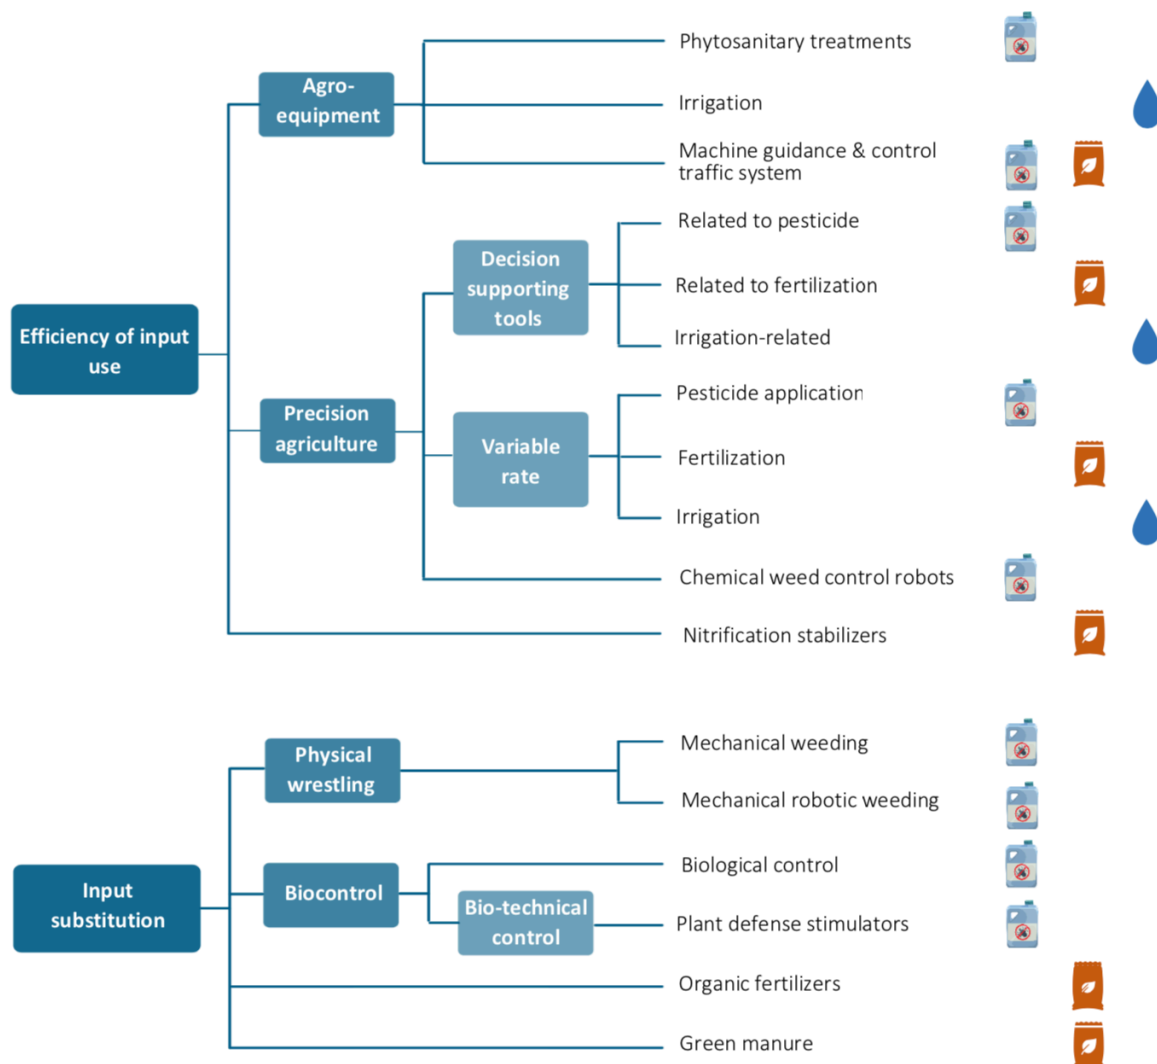 Phytosanitary treatments
Agro-
equipment
Irrigation
Machine guidance & control
traffic system
Related to pesticide
Decision
supporting
tools
Related to fertilization
Efficiency of input
use
Irrigation-related
Pesticide application
Precision
agriculture
Variable
rate
Fertilization
Irrigation
Chemical weed control robots
Nitrification stabilizers
Mechanical weeding
Physical
wrestling
Mechanical robotic weeding
Biological control
Input
substitution
Biocontrol
Bio-technical
control
Plant defense stimulators
Organic fertilizers
Green manure